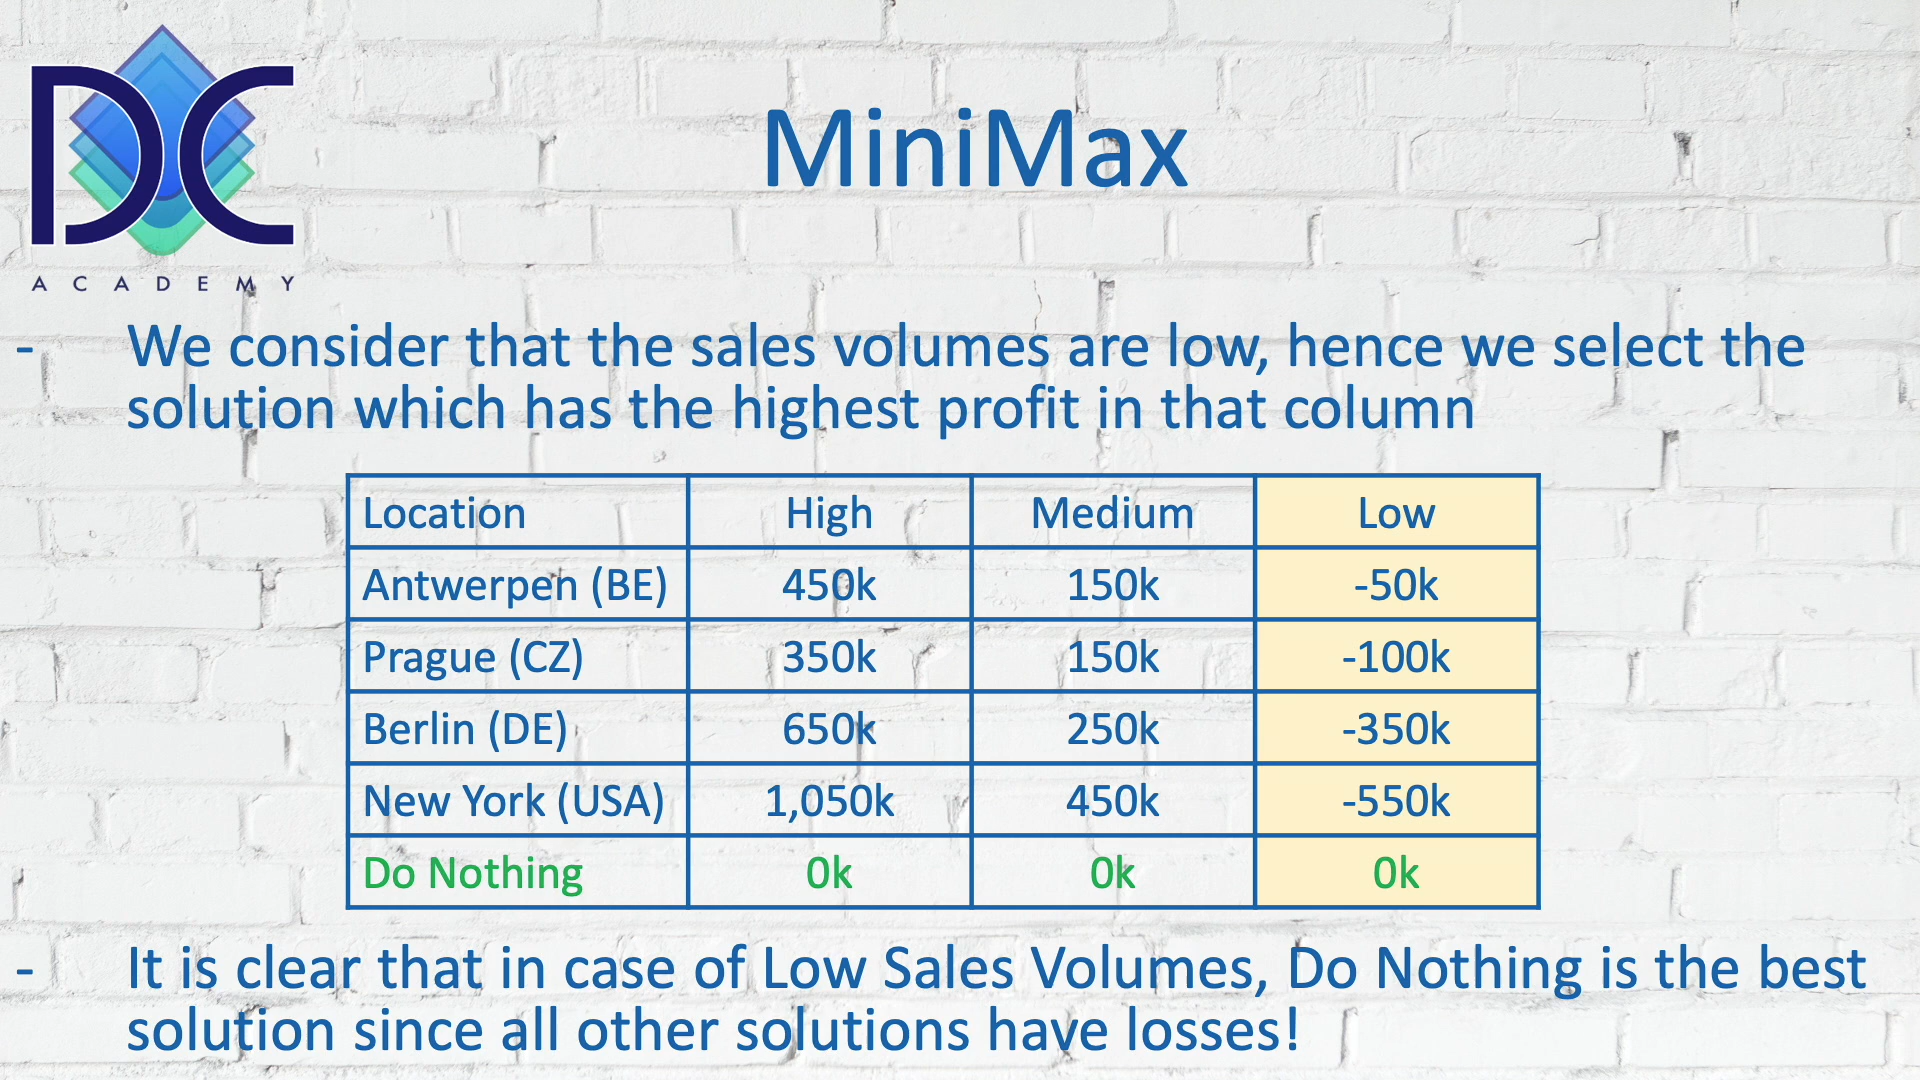 DC
ACADEMY
MiniMax
- We consider that the sales volumes are low, hence we select the
solution which has the highest profit in that column
Location High Medium Low
Antwerpen (BE) 450k 150k -50k
Prague (CZ) 350k 150k -100k
Berlin (DE) 650k 250k -350k
New York (USA) 1,050k 450k -550k
Do Nothing 0k 0k 0k
- It is clear that in case of Low Sales Volumes, Do Nothing is the best
solution since all other solutions have losses!